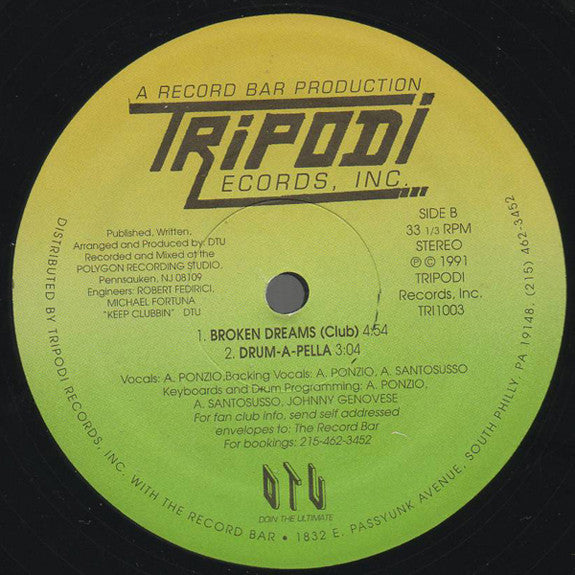 A RECORD BAR PRODUCTION
TRIPODI
RECORDS, INC.
Published, Written,
Arranged and Produced by: DTU
Recorded and Mixed at the
POLYGON RECORDING STUDIO,
Pennsauken, NJ 08109
Engineers: ROBERT FEDIRICI,
MICHAEL FORTUNA
"KEEP CLUBBIN" DTU
SIDE B
33 1/3 RPM
STEREO
℗ © 1991
TRIPODI
Records, Inc.
TRI1003
1. BROKEN DREAMS (Club) 4:54
2. DRUM-A-PELLA 3:04
Vocals: A. PONZIO, Backing Vocals: A. PONZIO, A. SANTOSUSSO
Keyboards and Drum Programming: A. PONZIO,
A. SANTOSUSSO, JOHNNY GENOVESE
For fan club info, send self addressed
envelopes to: The Record Bar
For bookings: 215-462-3452
DTU
DOIN THE ULTIMATE
DISTRIBUTED BY TRIPODI RECORDS, INC. WITH THE RECORD BAR • 1832 E. PASSYUNK AVENUE, SOUTH PHILLY, PA 19148. (215) 462-3452